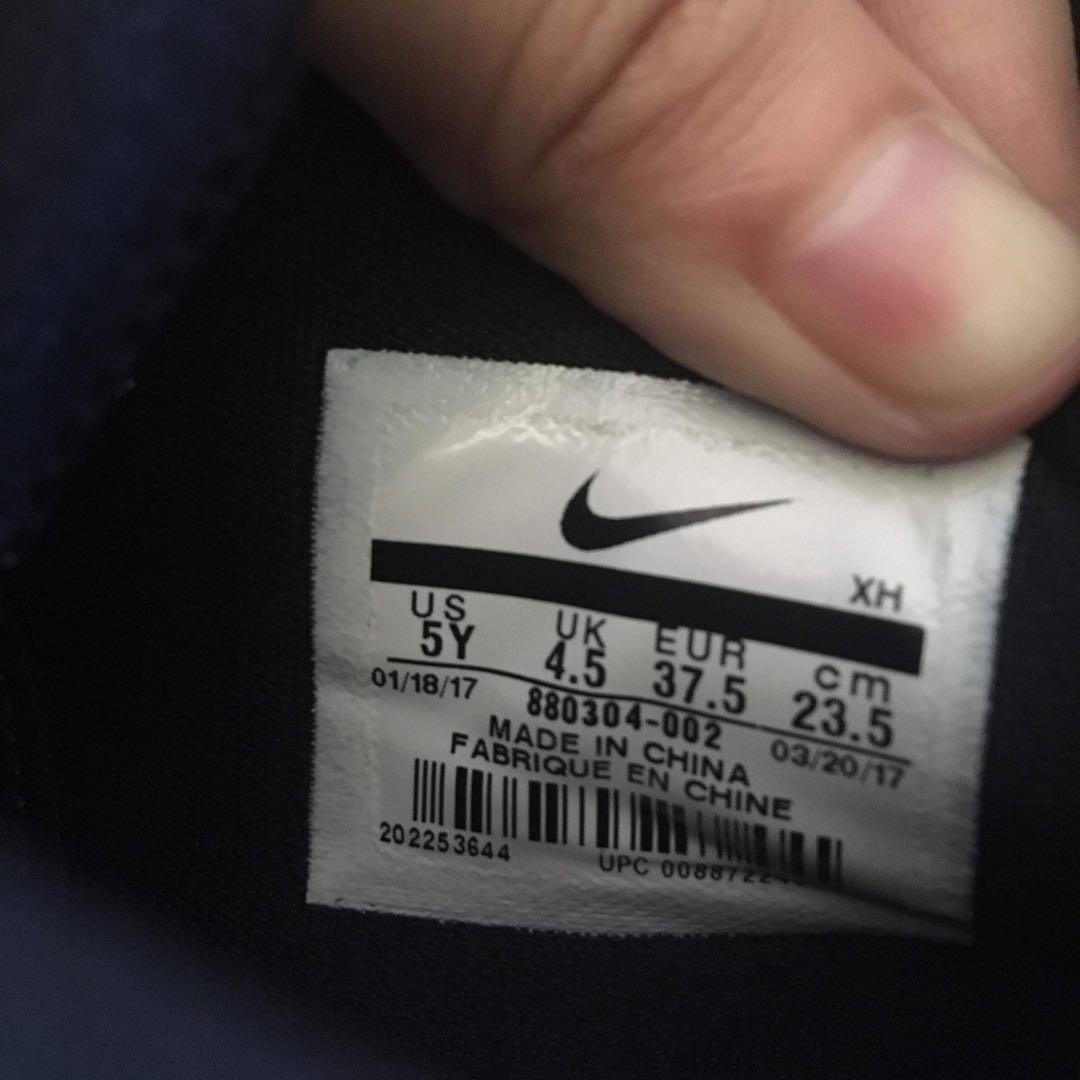 XH
US UK EUR cm
5Y 4.5 37.5 23.5
01/18/17 880304-002 03/20/17
MADE IN CHINA
FABRIQUE EN CHINE
202253644 UPC